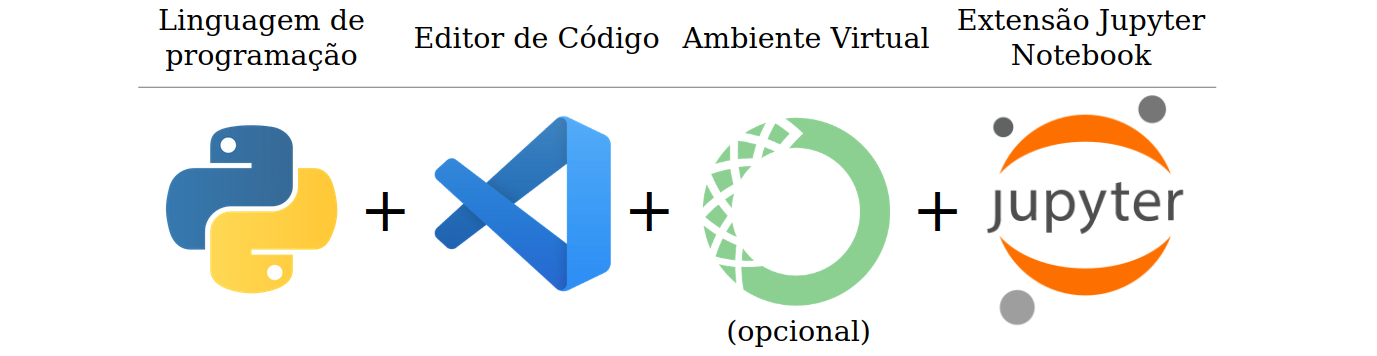 Linguagem de
programação
Editor de Código
Ambiente Virtual
Extensão Jupyter
Notebook
+
+
+
jupyter
(opcional)